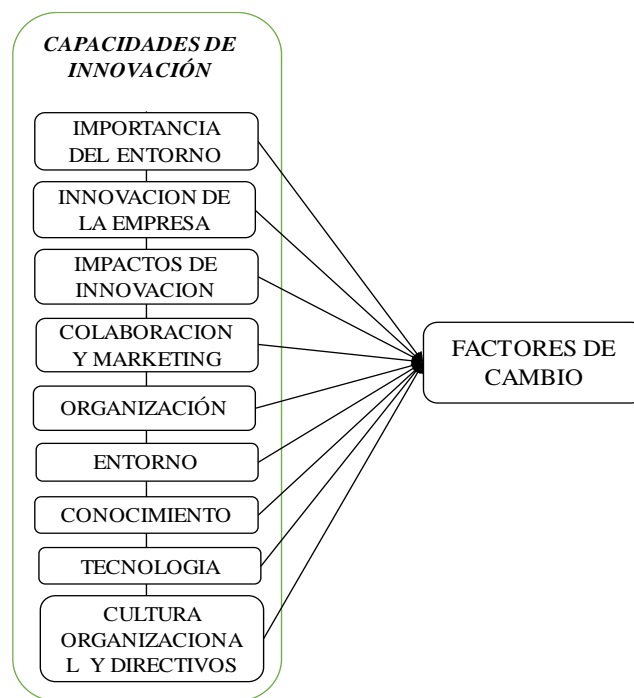 CAPACIDADES DE
INNOVACIÓN
IMPORTANCIA
DEL ENTORNO
INNOVACION DE
LA EMPRESA
IMPACTOS DE
INNOVACION
COLABORACION
Y MARKETING
ORGANIZACIÓN
ENTORNO
CONOCIMIENTO
TECNOLOGIA
CULTURA
ORGANIZACIONA
L Y DIRECTIVOS
FACTORES DE
CAMBIO